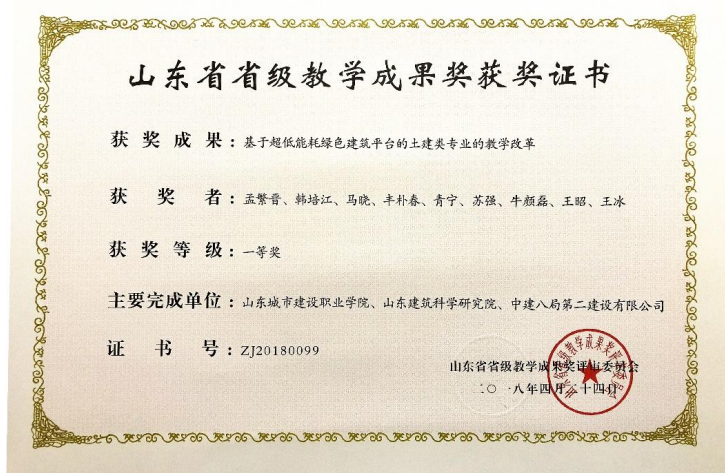 山东省省级教学成果奖获奖证书
获奖成果：基于超低能耗绿色建筑平台的土建类专业的教学改革
获奖者：孟繁晋、韩培江、马晓、丰朴春、青宁、苏强、牛颜磊、王昭、王冰
获奖等级：一等奖
主要完成单位：山东城市建设职业学院、山东建筑科学研究院、中建八局第二建设有限公司
证书号：ZJ20180099
山东省省级教学成果奖评审委员会
二〇一八年四月二十四日